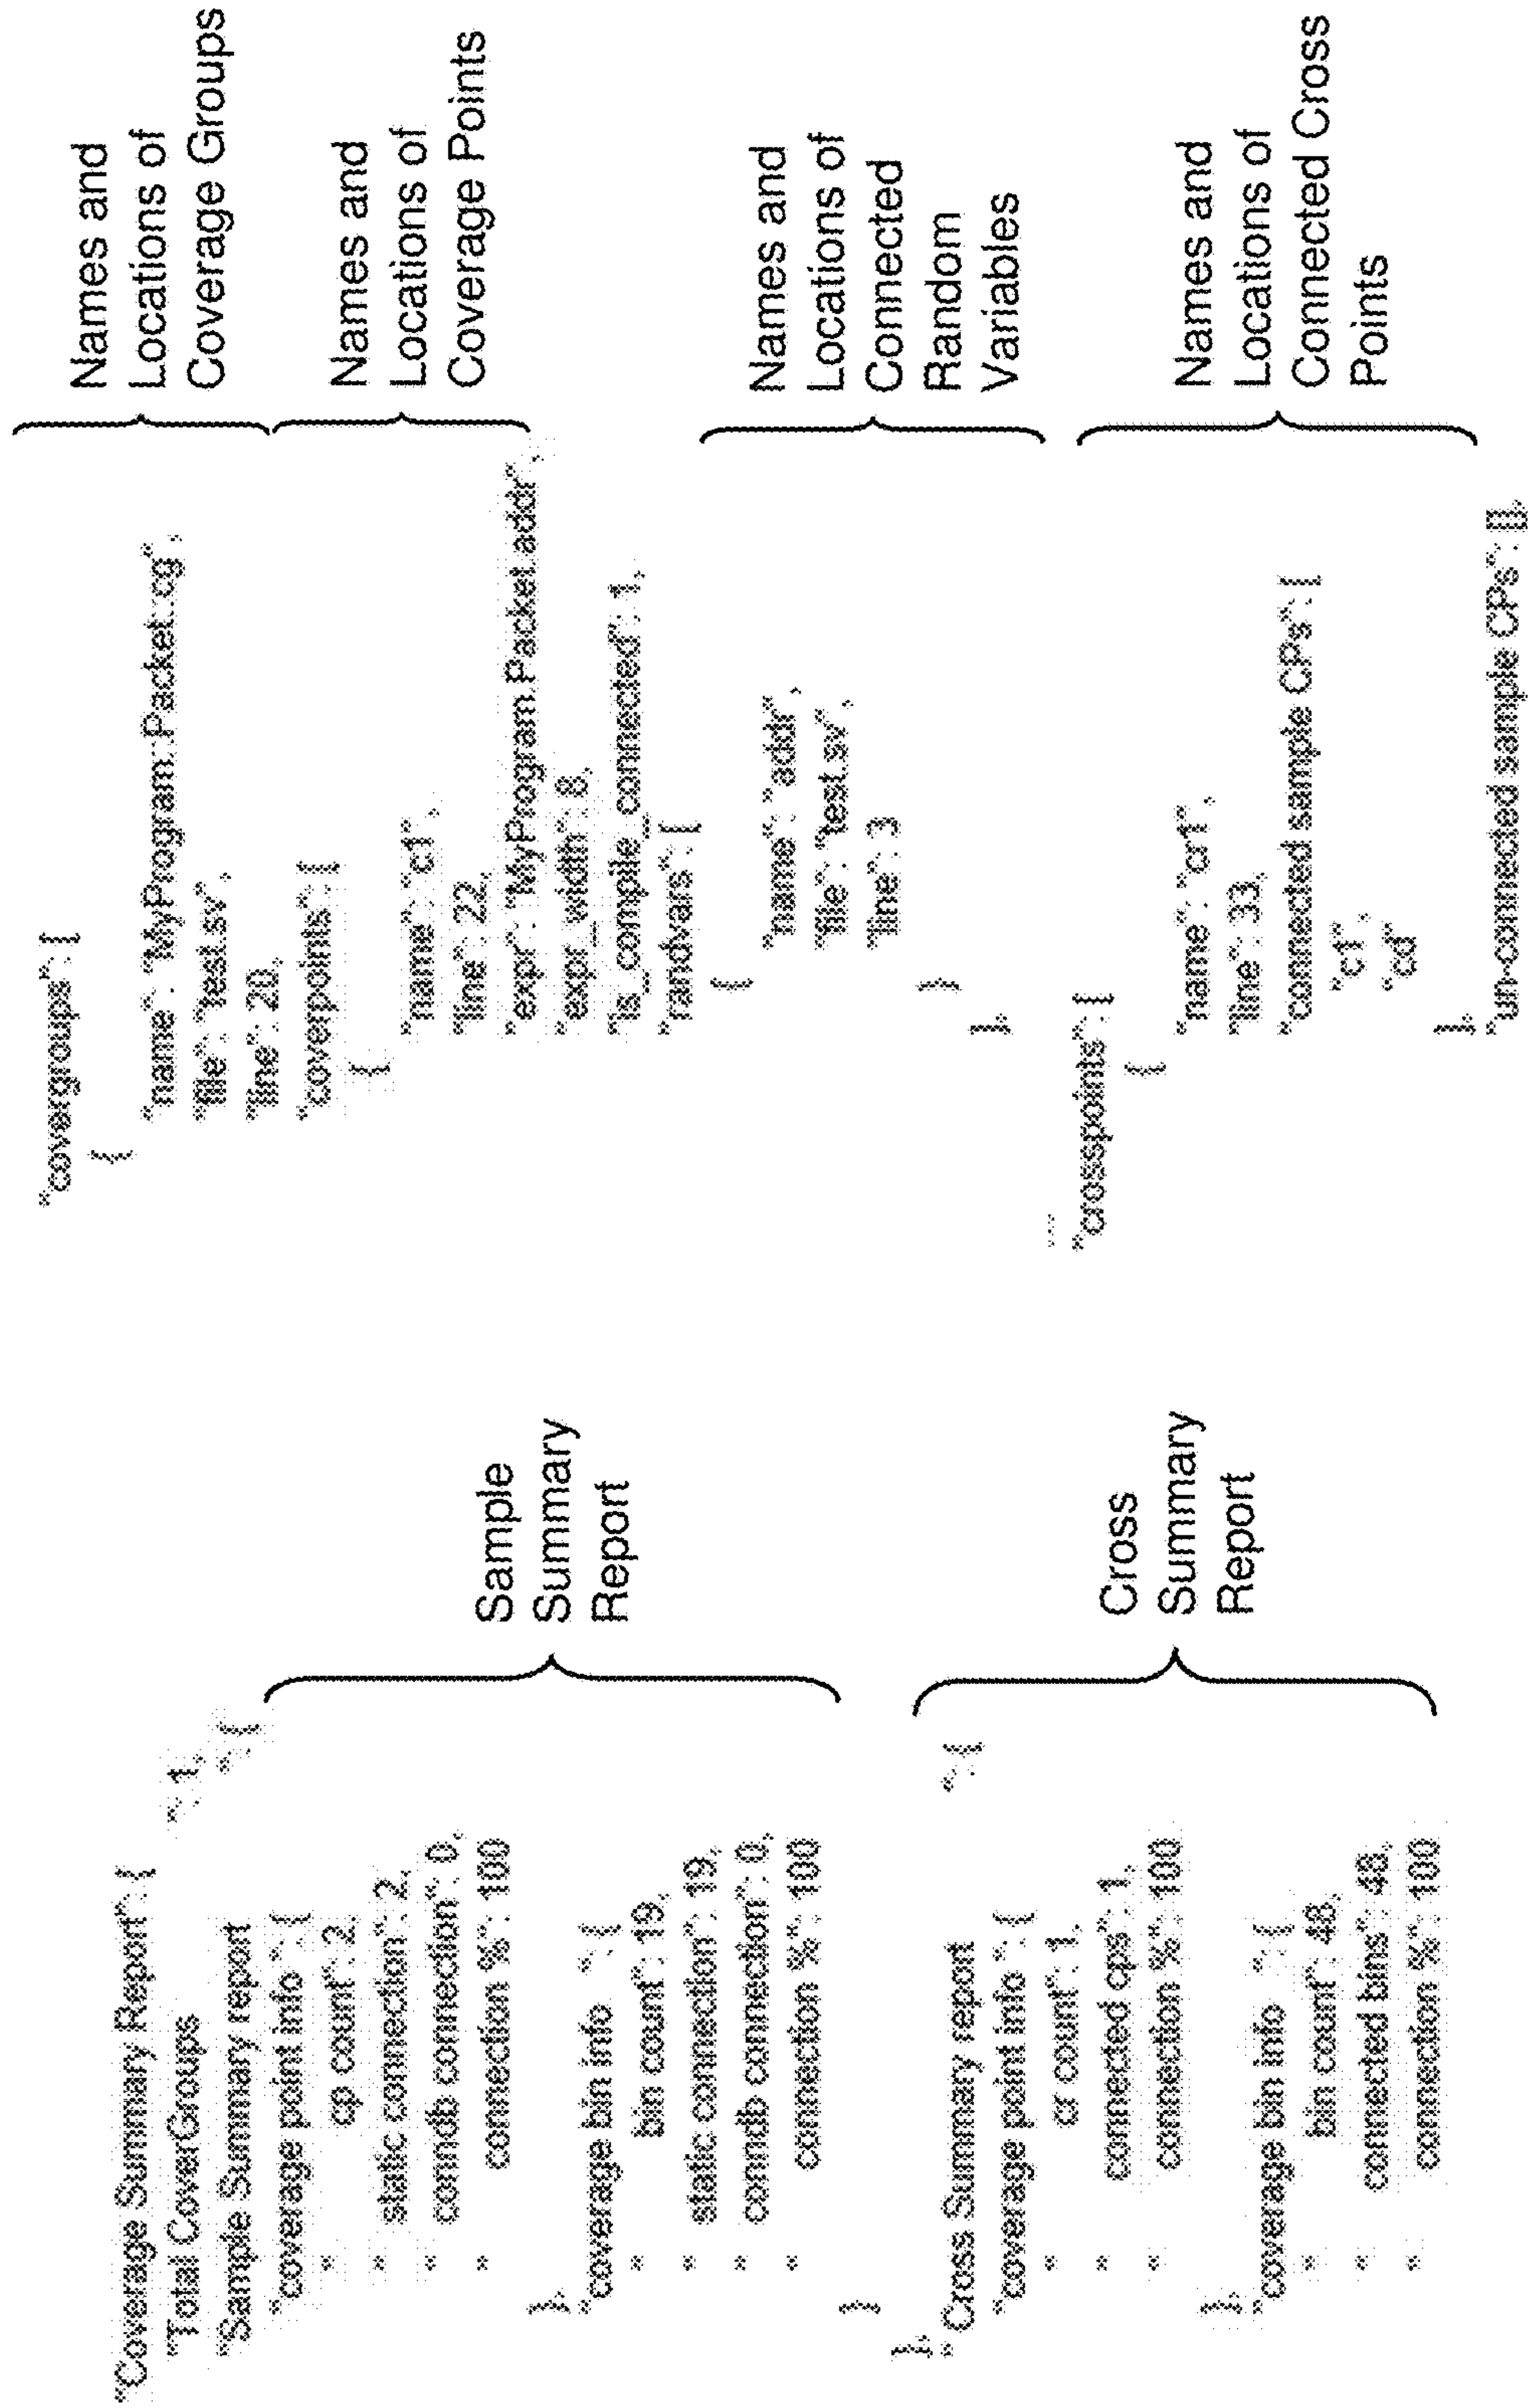 "Coverage Summary Report": {
"Total CoverGroups ": 1,
"Sample Summary report ": {
"coverage point info ": {
" cp count": 2,
" static connection": 2,
" conndb connection": 0,
" connection %": 100
},
"coverage bin info ": {
" bin count": 19,
" static connection": 19,
" conndb connection": 0,
" connection %": 100
}
},
"Cross Summary report ": {
"coverage point info ": {
" cr count": 1,
" connected cps": 1,
" connection %": 100
},
"coverage bin info ": {
" bin count": 48,
" connected bins": 48,
" connection %": 100
Sample
Summary
Report
Cross
Summary
Report
"covergroups": [
{
"name": "MyProgram::Packet::cg",
"file": "test.sv",
"line": 20,
"coverpoints": [
{
"name": "c1",
"line": 22,
"expr": "MyProgram.Packet.addr",
"expr_width": 8,
"is_compile_connected": 1,
"randvars": [
{
"name": "addr",
"file": "test.sv",
"line": 3
}
],
...
"crosspoints": [
{
"name": "cr1",
"line": 33,
"connected sample CPs": [
"c1",
"cd"
],
"un-connected sample CPs": [],
Names and
Locations of
Coverage Groups
Names and
Locations of
Coverage Points
Names and
Locations of
Connected
Random
Variables
Names and
Locations of
Connected Cross
Points